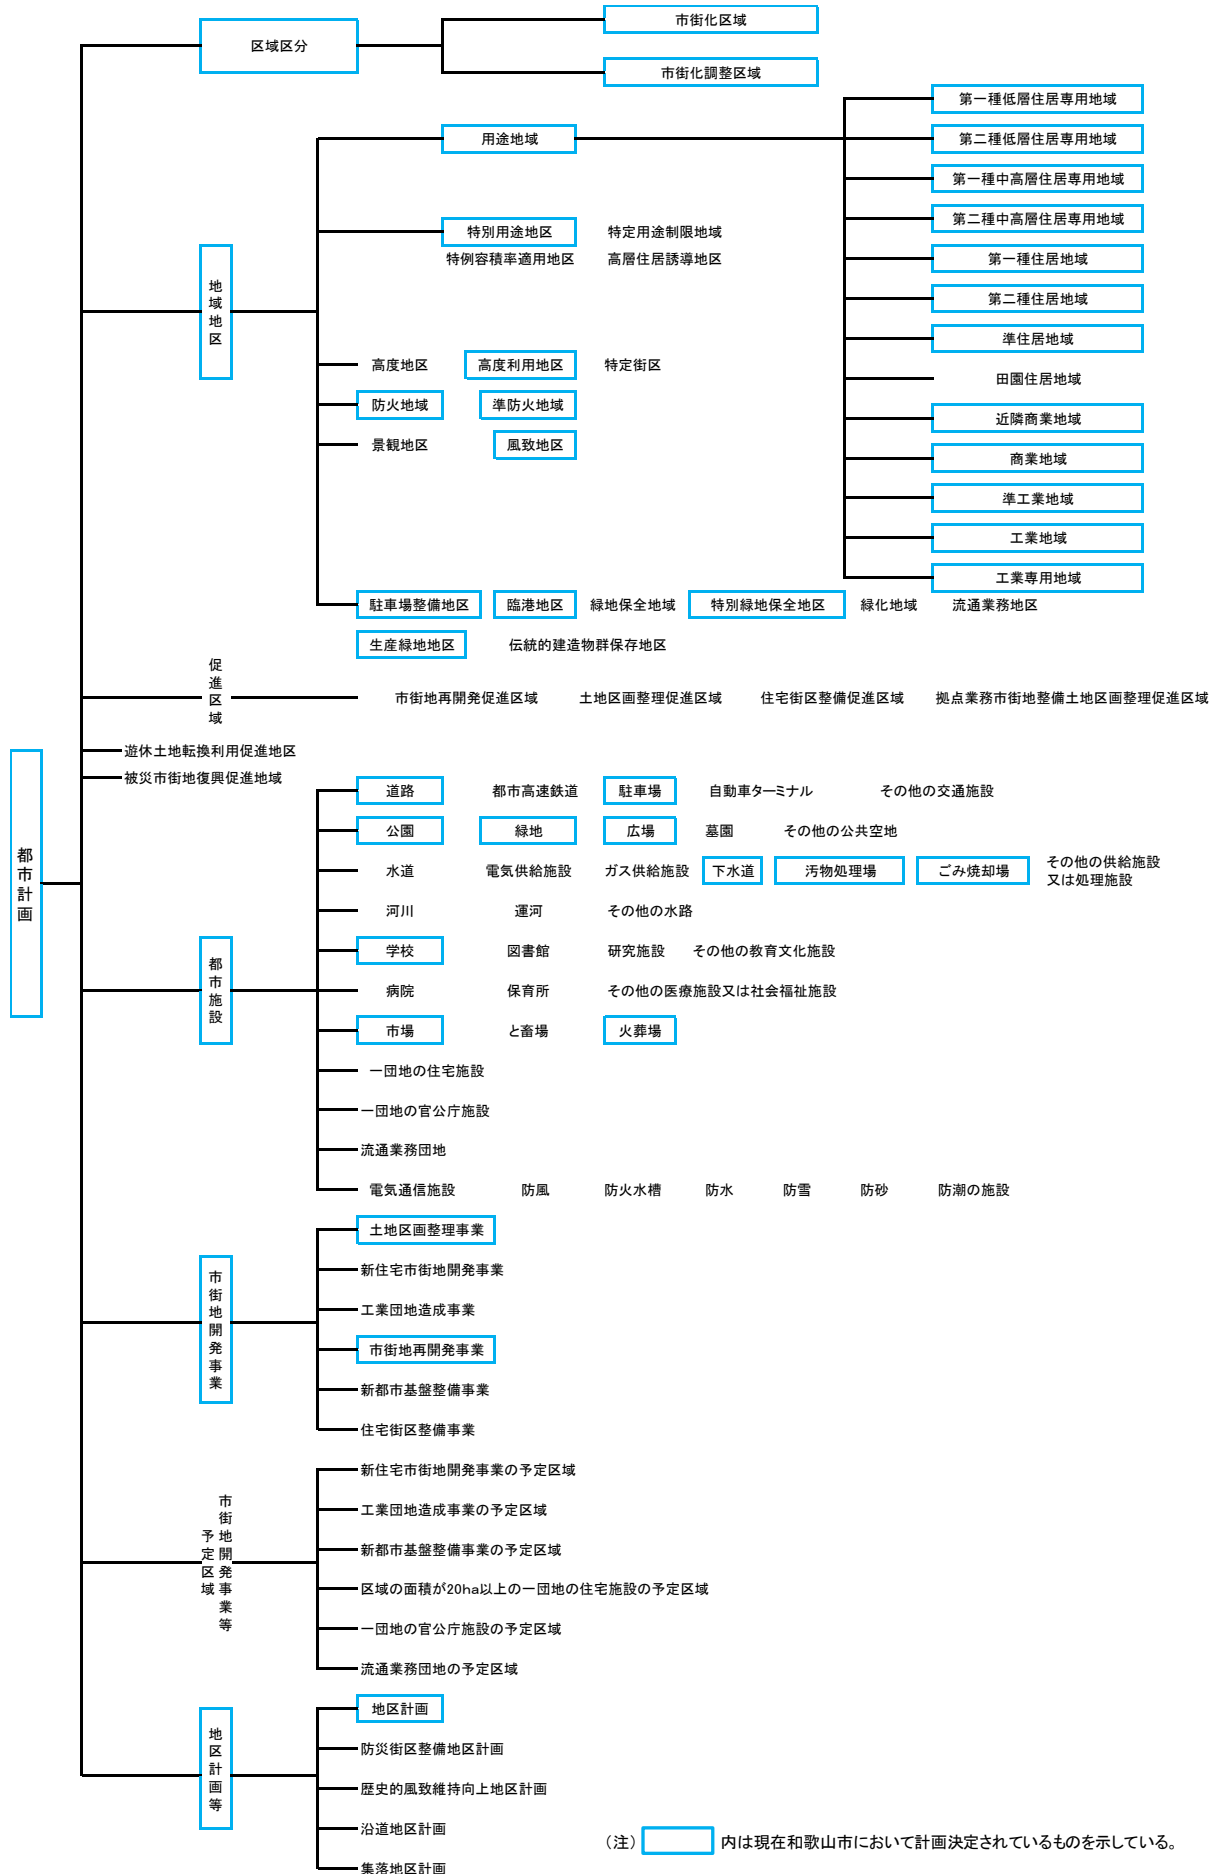 都市計画
区域区分
市街化区域
市街化調整区域
地域地区
用途地域
第一種低層住居専用地域
第二種低層住居専用地域
第一種中高層住居専用地域
第二種中高層住居専用地域
第一種住居地域
第二種住居地域
準住居地域
田園住居地域
近隣商業地域
商業地域
準工業地域
工業地域
工業専用地域
特別用途地区 特定用途制限地域
特例容積率適用地区 高層住居誘導地区
高度地区 高度利用地区 特定街区
防火地域 準防火地域
景観地区 風致地区
駐車場整備地区 臨港地区 緑地保全地域 特別緑地保全地区 緑化地域 流通業務地区
生産緑地地区 伝統的建造物群保存地区
促進区域
市街地再開発促進区域 土地区画整理促進区域 住宅街区整備促進区域 拠点業務市街地整備土地区画整理促進区域
遊休土地転換利用促進地区
被災市街地復興促進地域
都市施設
道路 都市高速鉄道 駐車場 自動車ターミナル その他の交通施設
公園 緑地 広場 墓園 その他の公共空地
水道 電気供給施設 ガス供給施設 下水道 汚物処理場 ごみ焼却場 その他の供給施設
又は処理施設
河川 運河 その他の水路
学校 図書館 研究施設 その他の教育文化施設
病院 保育所 その他の医療施設又は社会福祉施設
市場 と畜場 火葬場
一団地の住宅施設
一団地の官公庁施設
流通業務団地
電気通信施設 防風 防火水槽 防水 防雪 防砂 防潮の施設
市街地開発事業
土地区画整理事業
新住宅市街地開発事業
工業団地造成事業
市街地再開発事業
新都市基盤整備事業
住宅街区整備事業
市街地開発事業等
予定区域
新住宅市街地開発事業の予定区域
工業団地造成事業の予定区域
新都市基盤整備事業の予定区域
区域の面積が20ha以上の一団地の住宅施設の予定区域
一団地の官公庁施設の予定区域
流通業務団地の予定区域
地区計画等
地区計画
防災街区整備地区計画
歴史的風致維持向上地区計画
沿道地区計画
集落地区計画
（注） 内は現在和歌山市において計画決定されているものを示している。